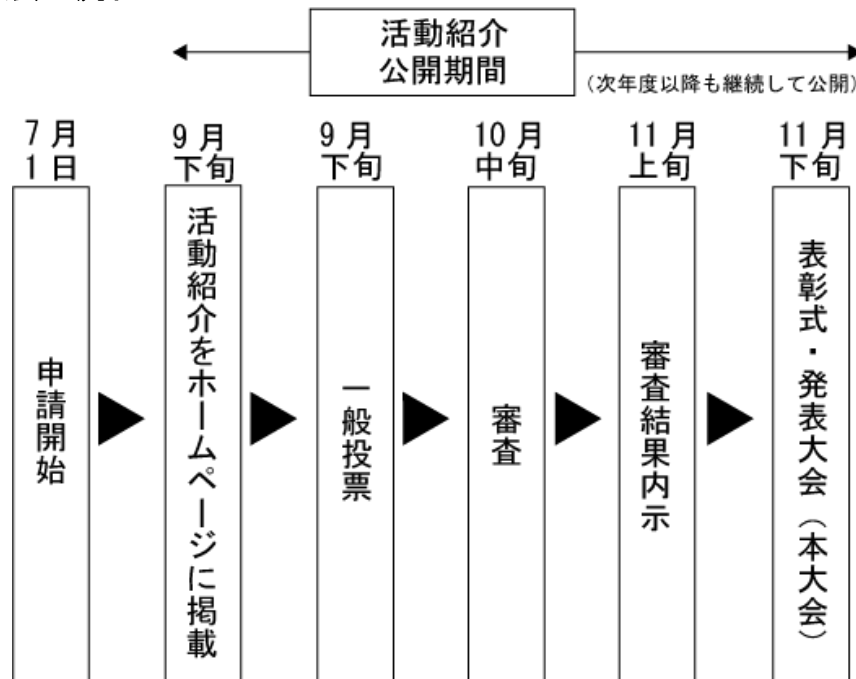 活動紹介
公開期間
(次年度以降も継続して公開)
7月
1日
9月
下旬
9月
下旬
10月
中旬
11月
上旬
11月
下旬
申請開始
活動紹介をホームページに掲載
一般投票
審査
審査結果内示
表彰式・発表大会(本大会)